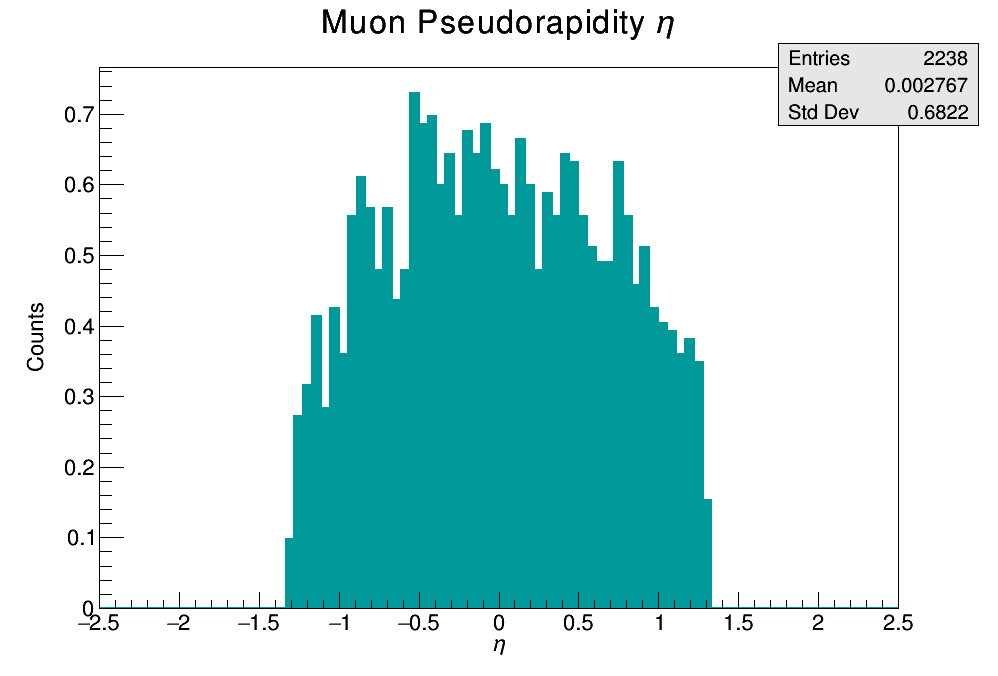 Muon Pseudorapidity η
Entries 2238
Mean 0.002767
Std Dev 0.6822
0.7
0.6
0.5
0.4
0.3
0.2
0.1
0
Counts
−2.5 −2 −1.5 −1 −0.5 0 0.5 1 1.5 2 2.5
η